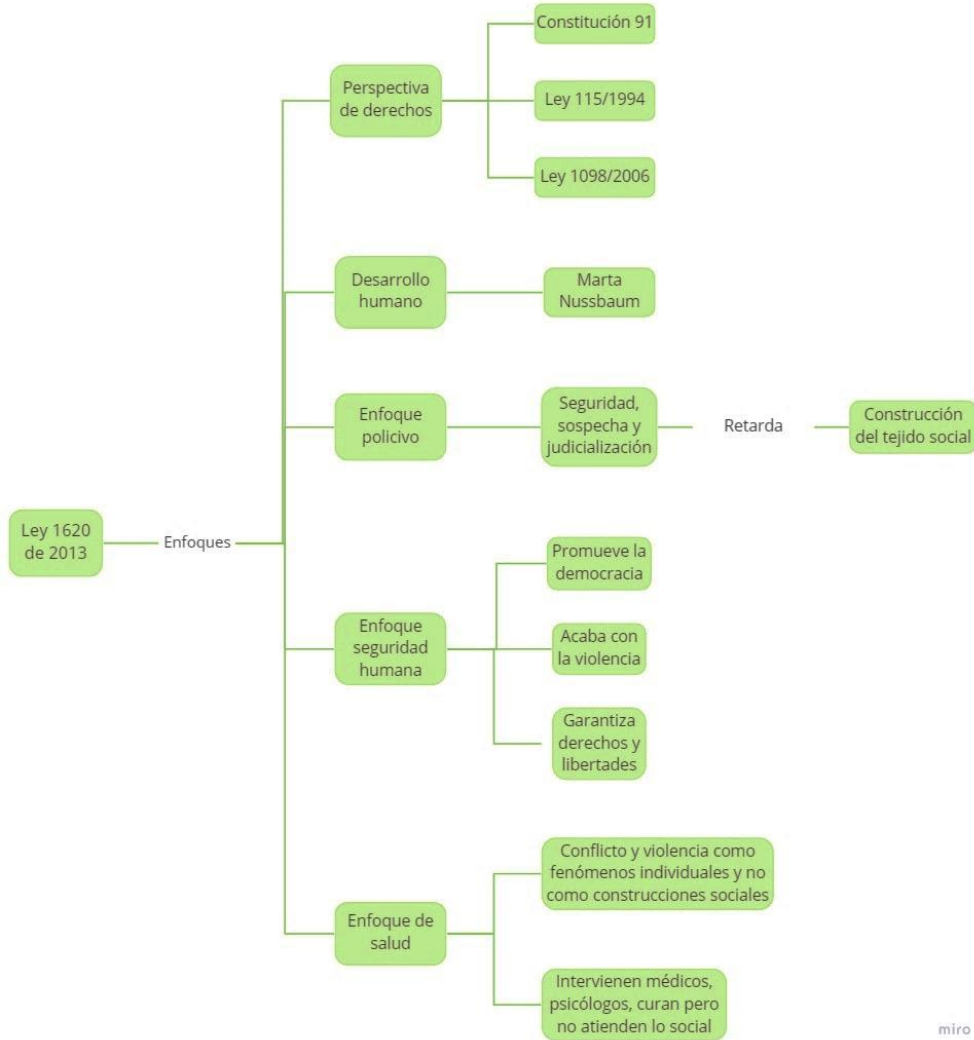 Constitución 91
Perspectiva
de derechos
Ley 115/1994
Ley 1098/2006
Desarrollo
humano
Marta
Nussbaum
Enfoque
policivo
Seguridad,
sospecha y
judicialización
Retarda
Construcción
del tejido social
Ley 1620
de 2013
Enfoques
Promueve la
democracia
Enfoque
seguridad
humana
Acaba con
la violencia
Garantiza
derechos y
libertades
Conflicto y violencia como
fenómenos individuales y no
como construcciones sociales
Enfoque de
salud
Intervienen médicos,
psicólogos, curan pero
no atienden lo social
miro